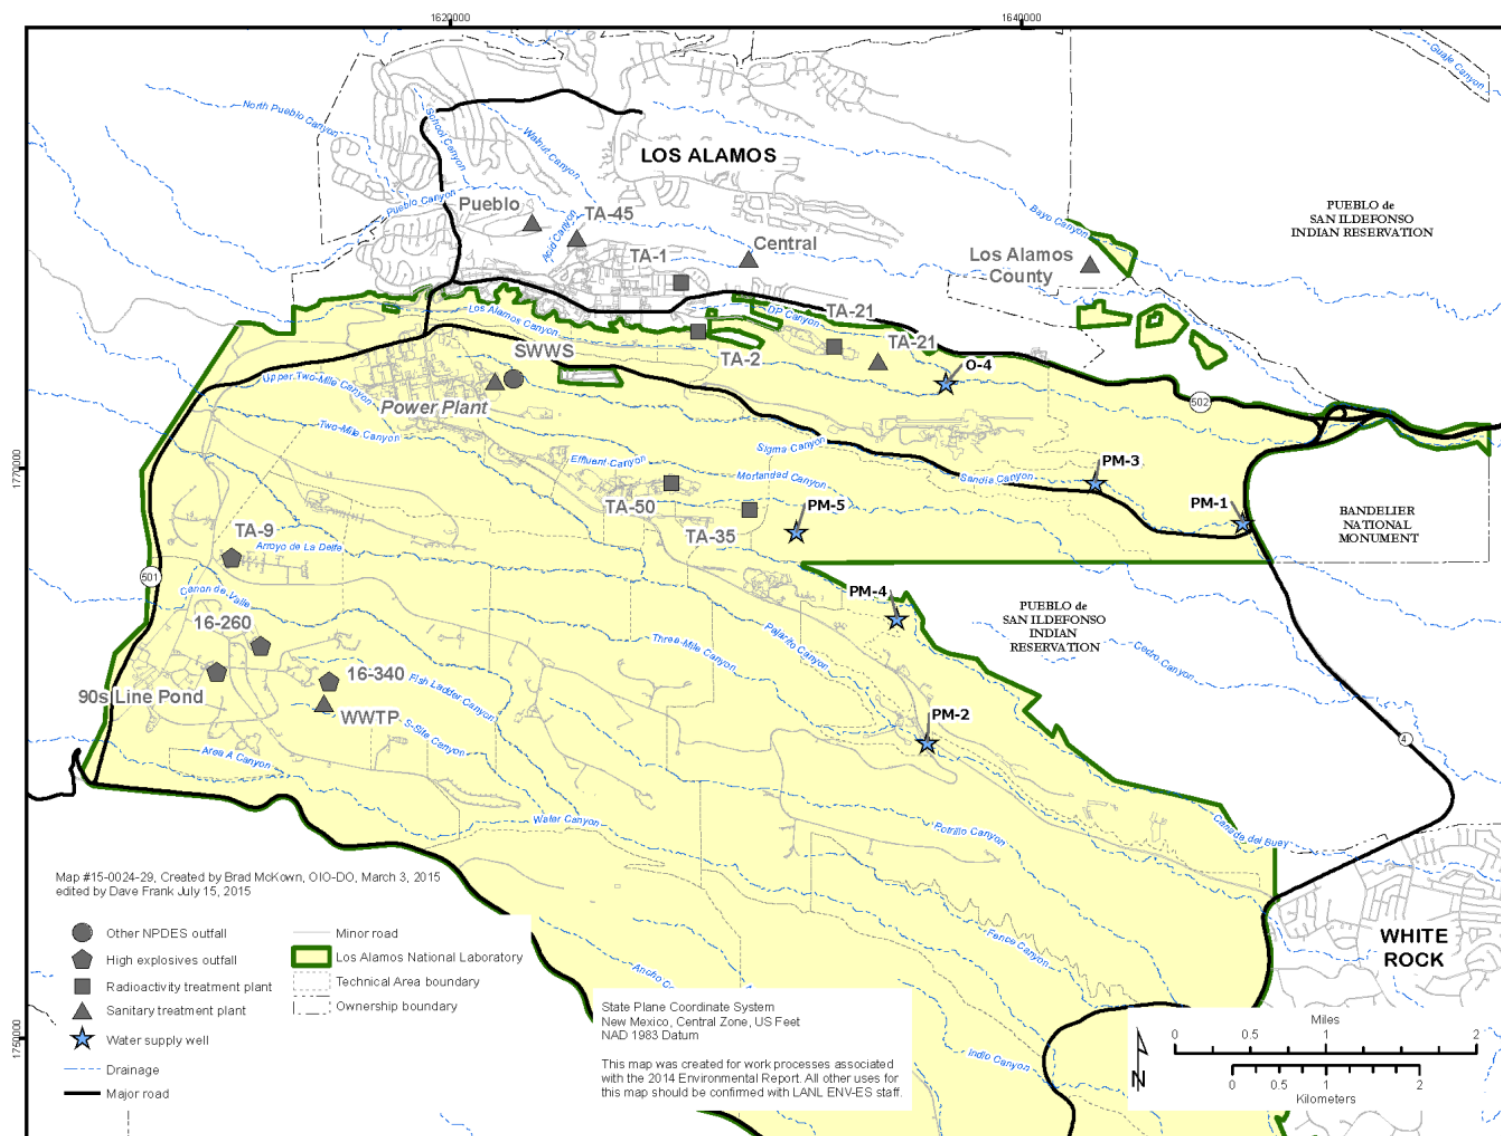 1620000
1640000
Guaje Canyon
North Pueblo Canyon
School Canyon
Walnut Canyon
LOS ALAMOS
Pueblo Canyon
Pueblo
Acid Canyon
TA-45
Bayo Canyon
PUEBLO de
SAN ILDEFONSO
INDIAN RESERVATION
Central
Los Alamos
County
TA-1
Los Alamos Canyon
DP Canyon
TA-21
TA-21
TA-2
SWWS
O-4
Upper Two-Mile Canyon
Power Plant
502
Two-Mile Canyon
Sigma Canyon
Effluent Canyon
Mortandad Canyon
Sandia Canyon
PM-3
1770000
TA-50
PM-5
PM-1
TA-35
BANDELIER
NATIONAL
MONUMENT
TA-9
Arroyo de La Delfe
501
Canon de Valle
PM-4
PUEBLO de
SAN ILDEFONSO
INDIAN
RESERVATION
16-260
Three-Mile Canyon
Pajarito Canyon
Cedro Canyon
16-340
90s Line Pond
Fish Ladder Canyon
WWTP
S-Site Canyon
PM-2
4
Area A Canyon
Water Canyon
Potrillo Canyon
Canada del Buey
Map #15-0024-29, Created by Brad McKown, OIO-DO, March 3, 2015
edited by Dave Frank July 15, 2015
Other NPDES outfall
High explosives outfall
Radioactivity treatment plant
Sanitary treatment plant
Water supply well
Drainage
Major road
Minor road
Los Alamos National Laboratory
Technical Area boundary
Ownership boundary
Fence Canyon
WHITE
ROCK
Ancho Canyon
Indio Canyon
1750000
State Plane Coordinate System
New Mexico, Central Zone, US Feet
NAD 1983 Datum
This map was created for work processes associated
with the 2014 Environmental Report. All other uses for
this map should be confirmed with LANL ENV-ES staff.
N
Miles
0 0.5 1 2
0 0.5 1 2
Kilometers